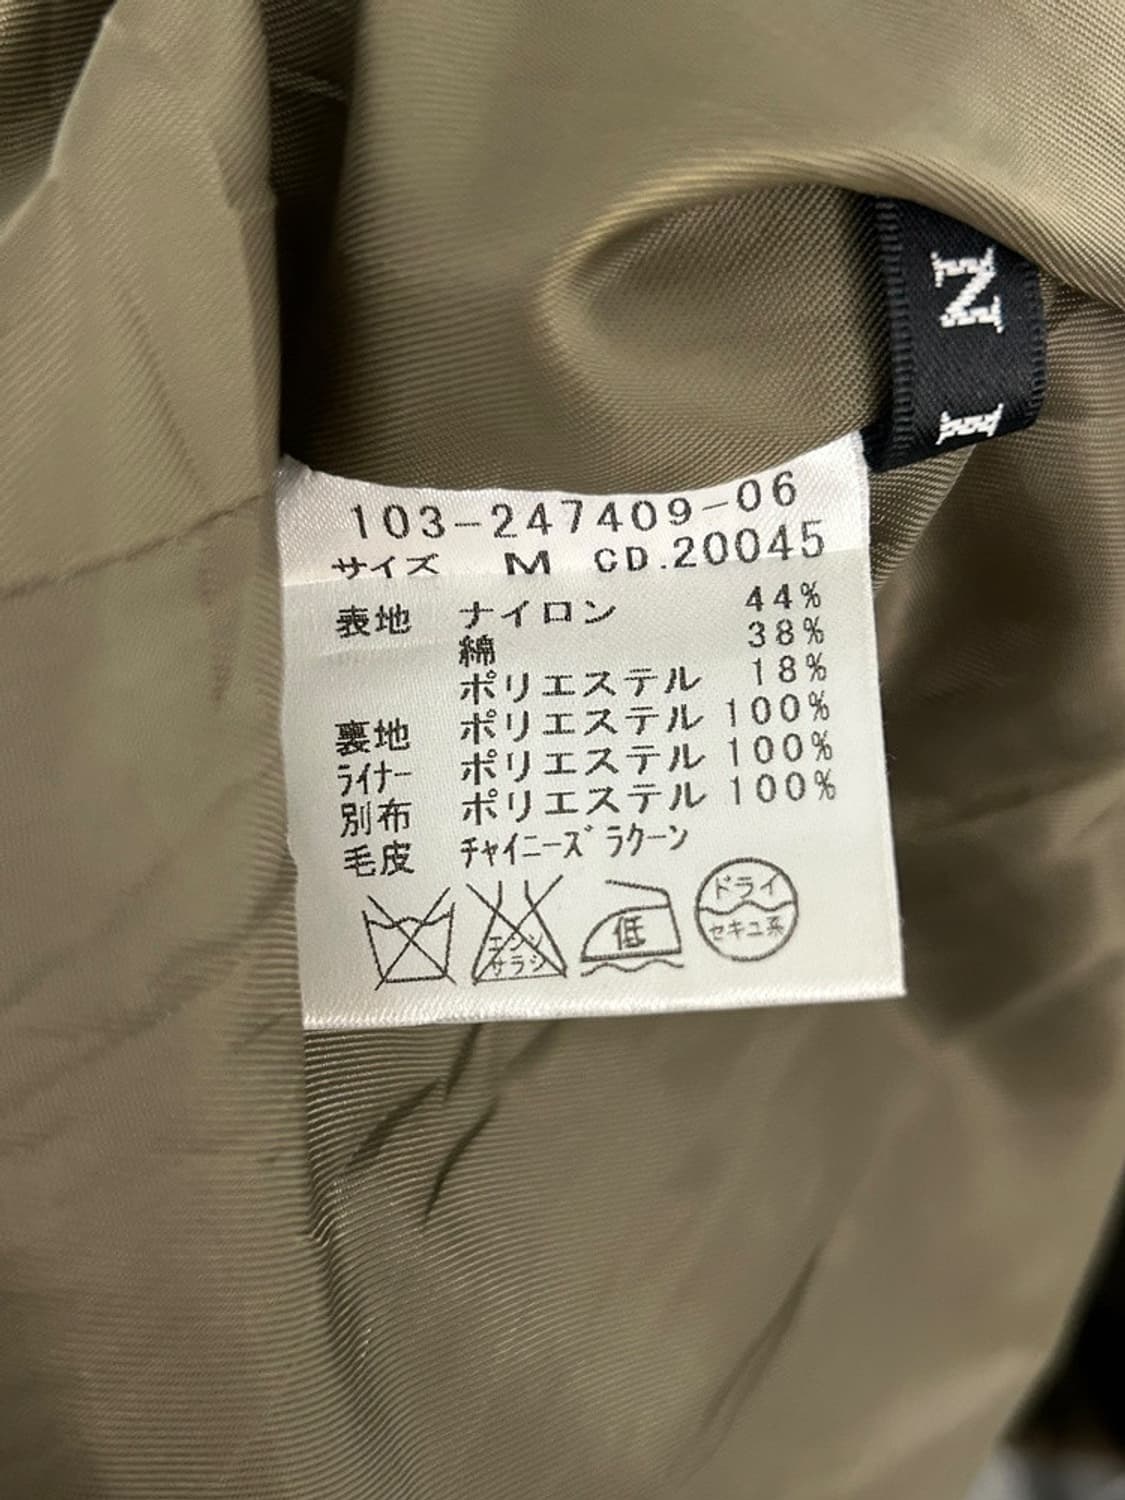 N
103-247409-06
サイズ M CD.20045
表地 ナイロン 44%
綿 38%
ポリエステル 18%
裏地 ポリエステル 100%
ライナー ポリエステル 100%
別布 ポリエステル 100%
毛皮 チャイニーズラクーン
エンソサラシ
低
ドライ
セキユ系